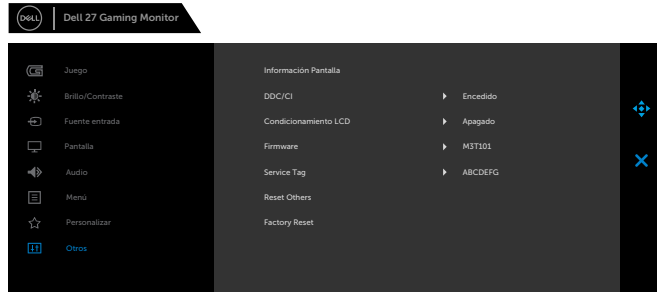 DELL
Dell 27 Gaming Monitor
Juego
Información Pantalla
Brillo/Contraste
DDC/CI
Encedido
Fuente entrada
Condicionamiento LCD
Apagado
Pantalla
Firmware
M3T101
Audio
Service Tag
ABCDEFG
Menú
Reset Others
Personalizar
Factory Reset
Otros